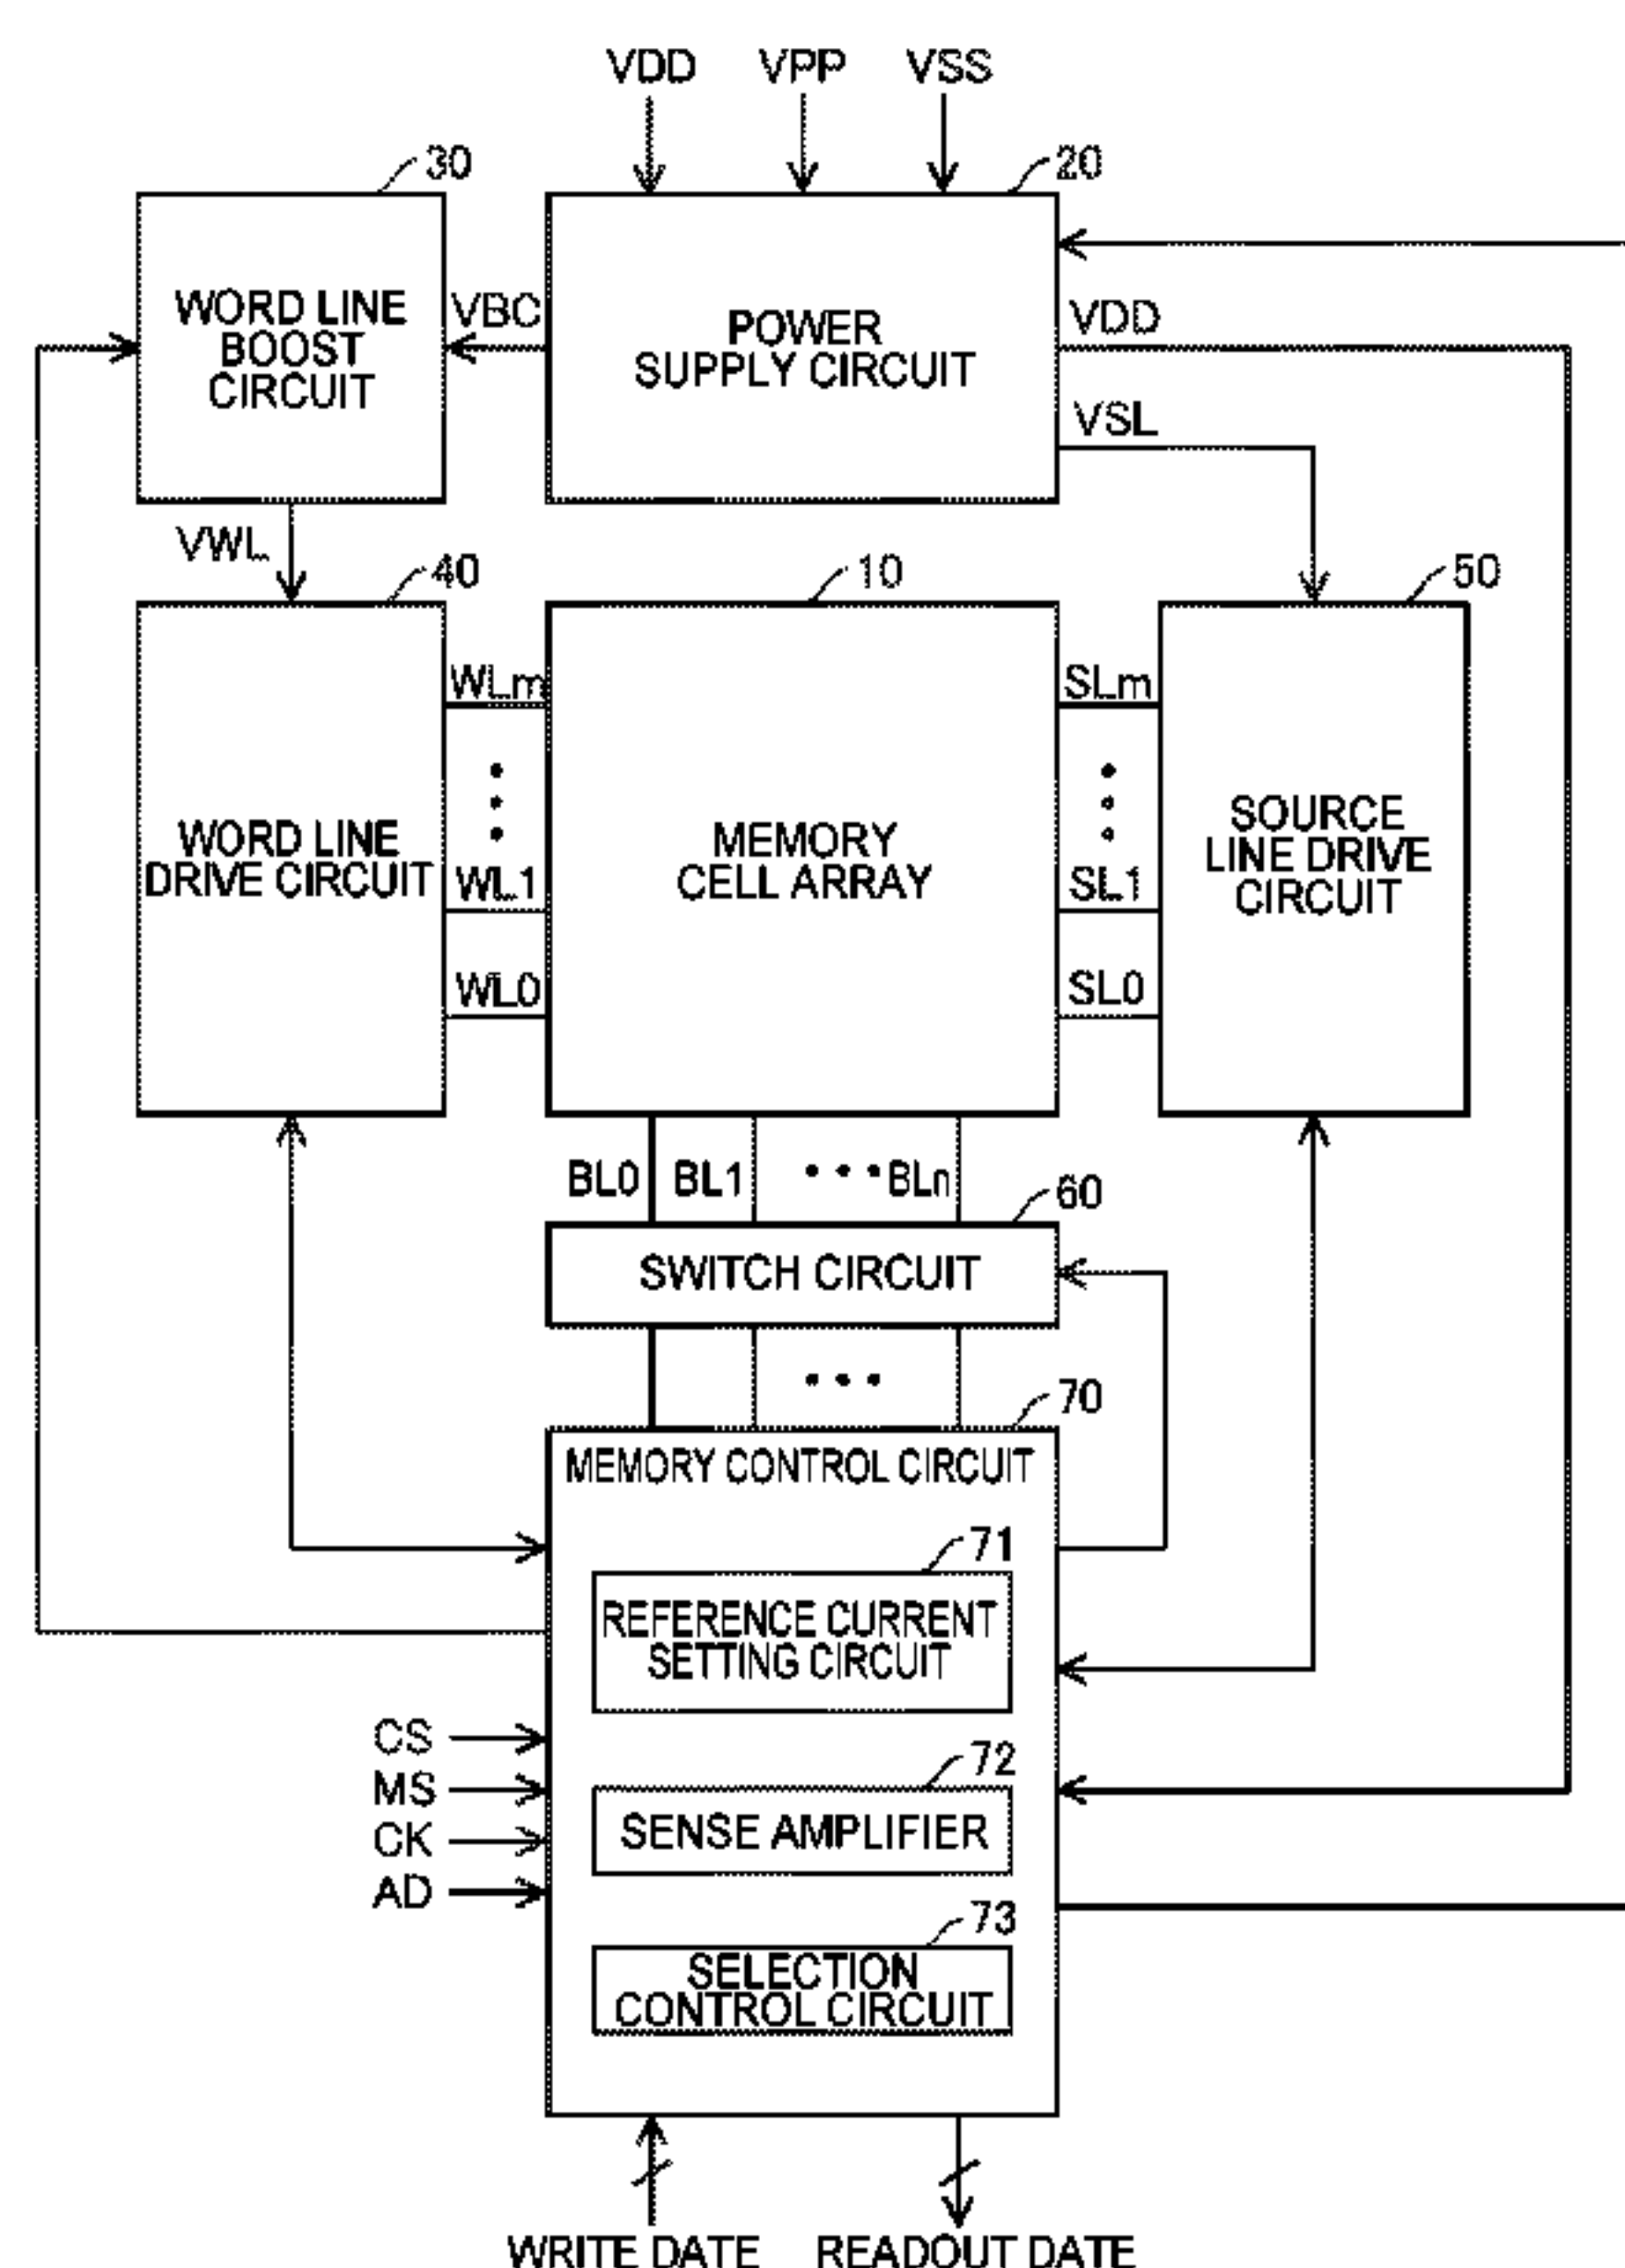 VDD VPP VSS
30
20
WORD LINE
BOOST
CIRCUIT
VBC
POWER
SUPPLY CIRCUIT
VDD
VSL
VWL
40
10
50
WLm
SLm
WORD LINE
DRIVE CIRCUIT
WL1
MEMORY
CELL ARRAY
SL1
SOURCE
LINE DRIVE
CIRCUIT
WL0
SL0
BL0 BL1 BLn
60
SWITCH CIRCUIT
70
MEMORY CONTROL CIRCUIT
71
REFERENCE CURRENT
SETTING CIRCUIT
CS
MS
CK
AD
72
SENSE AMPLIFIER
73
SELECTION
CONTROL CIRCUIT
WRITE DATE READOUT DATE